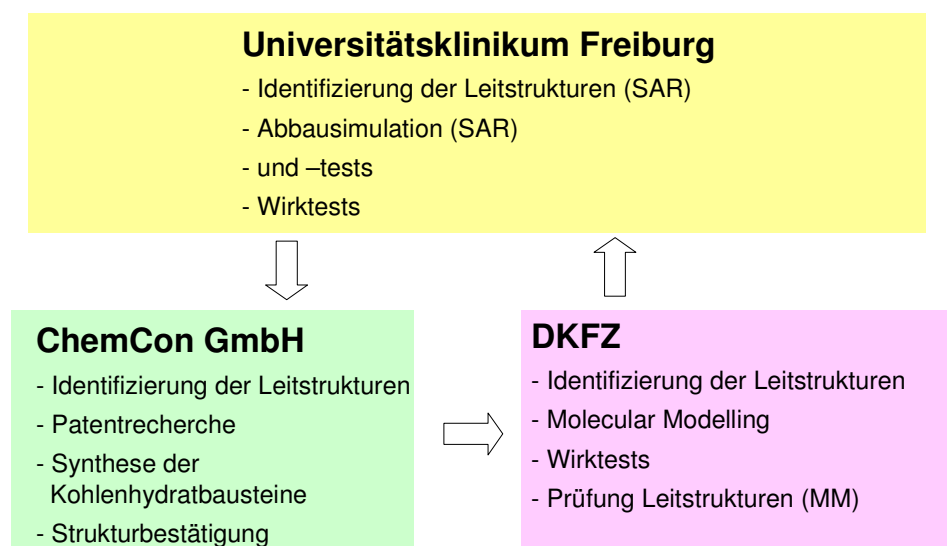 Universitätsklinikum Freiburg
- Identifizierung der Leitstrukturen (SAR)
- Abbausimulation (SAR)
- und –tests
- Wirktests
ChemCon GmbH
- Identifizierung der Leitstrukturen
- Patentrecherche
- Synthese der
Kohlenhydratbausteine
- Strukturbestätigung
DKFZ
- Identifizierung der Leitstrukturen
- Molecular Modelling
- Wirktests
- Prüfung Leitstrukturen (MM)